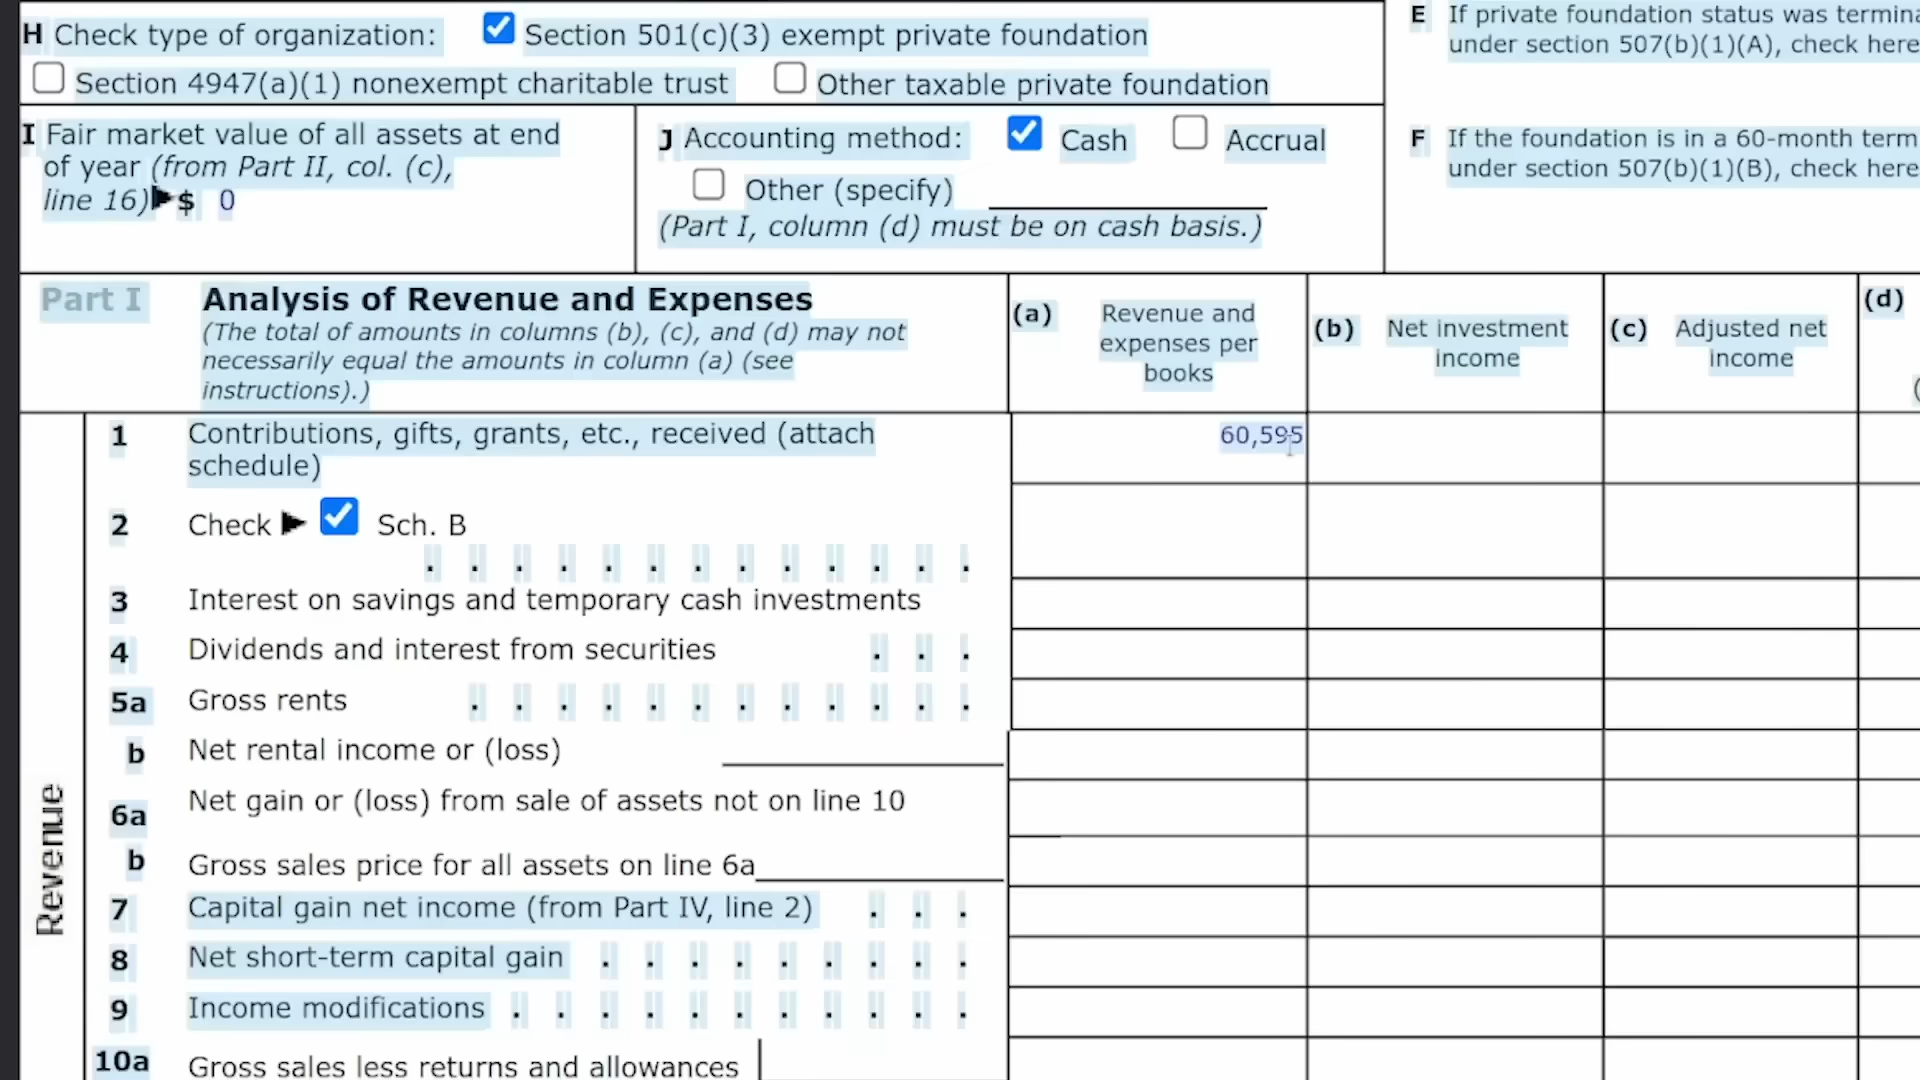 H Check type of organization: Section 501(c)(3) exempt private foundation
Section 4947(a)(1) nonexempt charitable trust Other taxable private foundation
E If private foundation status was
under section 507(b)(1)(A), check here
I Fair market value of all assets at end
of year (from Part II, col. (c),
line 16) $ 0
J Accounting method: Cash Accrual
Other (specify)
(Part I, column (d) must be on cash basis.)
F If the foundation is in a 60-month
under section 507(b)(1)(B), check here
Part I Analysis of Revenue and Expenses
(The total of amounts in columns (b), (c), and (d) may not
necessarily equal the amounts in column (a) (see
instructions).)
(a) Revenue and
expenses per
books
(b) Net investment
income
(c) Adjusted net
income
(d)
Revenue
1 Contributions, gifts, grants, etc., received (attach
schedule)
60,595
2 Check ► Sch. B
. . . . . . . . . . . . .
3 Interest on savings and temporary cash investments
4 Dividends and interest from securities . . .
5a Gross rents . . . . . . . . . . . .
b Net rental income or (loss)
6a Net gain or (loss) from sale of assets not on line 10
b Gross sales price for all assets on line 6a
7 Capital gain net income (from Part IV, line 2) . . .
8 Net short-term capital gain . . . . . . . . .
9 Income modifications . . . . . . . . . . .
10a Gross sales less returns and allowances